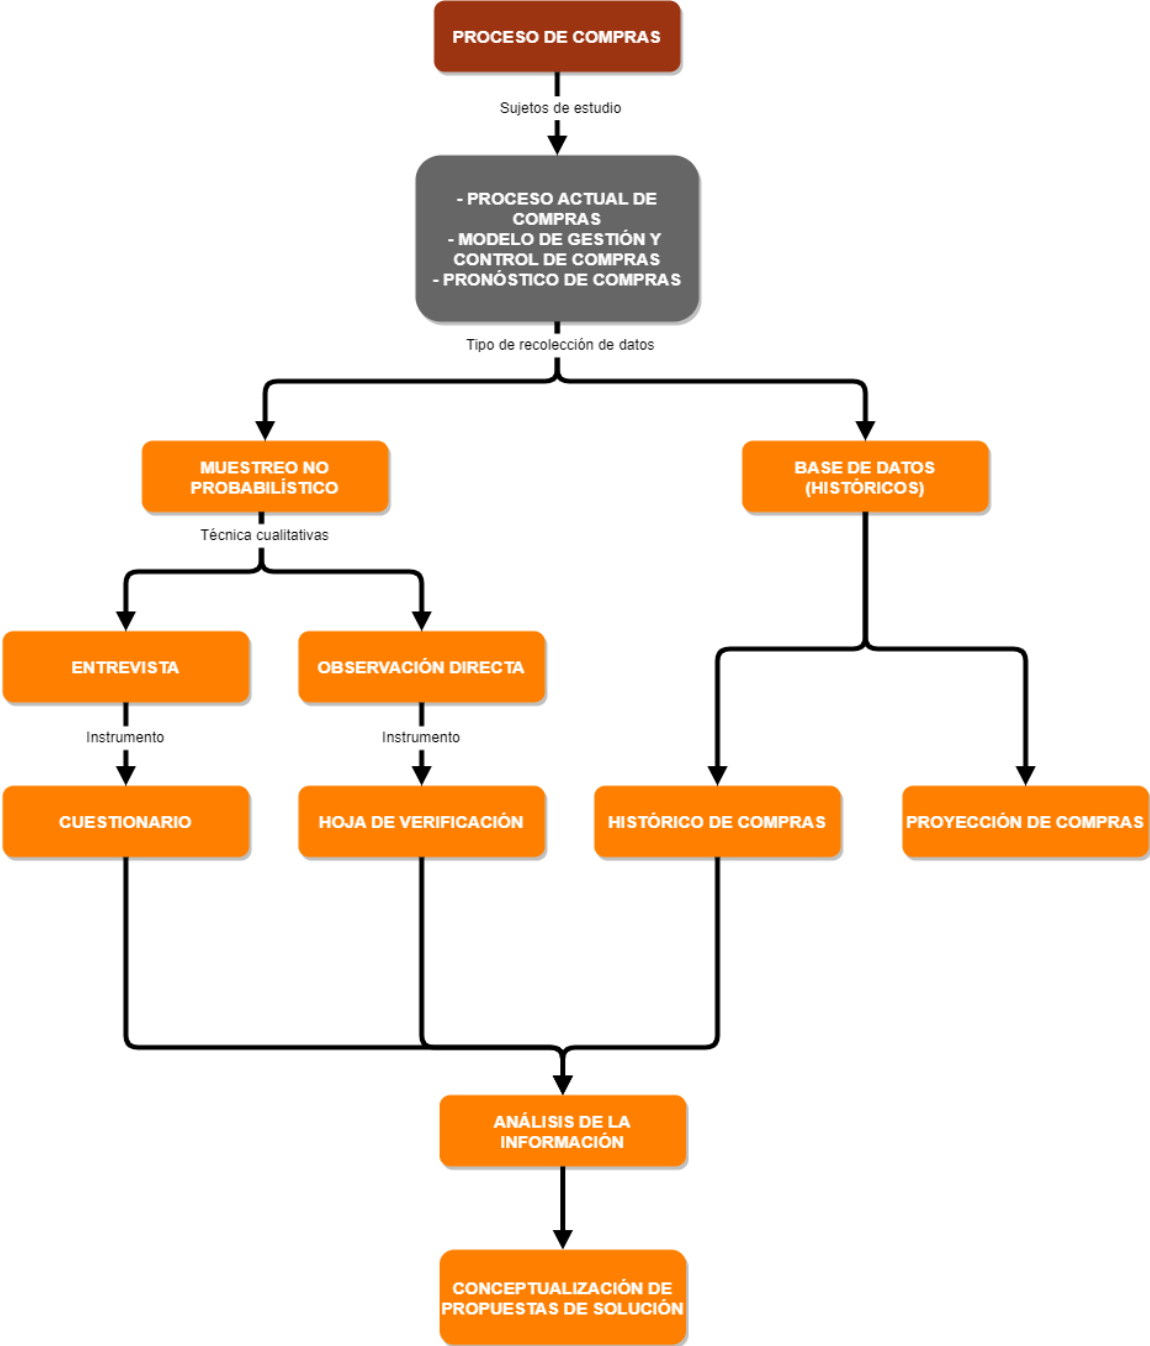 PROCESO DE COMPRAS
Sujetos de estudio
- PROCESO ACTUAL DE
COMPRAS
- MODELO DE GESTIÓN Y
CONTROL DE COMPRAS
- PRONÓSTICO DE COMPRAS
Tipo de recolección de datos
MUESTREO NO
PROBABILÍSTICO
BASE DE DATOS
(HISTÓRICOS)
Técnica cualitativas
ENTREVISTA
OBSERVACIÓN DIRECTA
Instrumento
Instrumento
CUESTIONARIO
HOJA DE VERIFICACIÓN
HISTÓRICO DE COMPRAS
PROYECCIÓN DE COMPRAS
ANÁLISIS DE LA
INFORMACIÓN
CONCEPTUALIZACIÓN DE
PROPUESTAS DE SOLUCIÓN